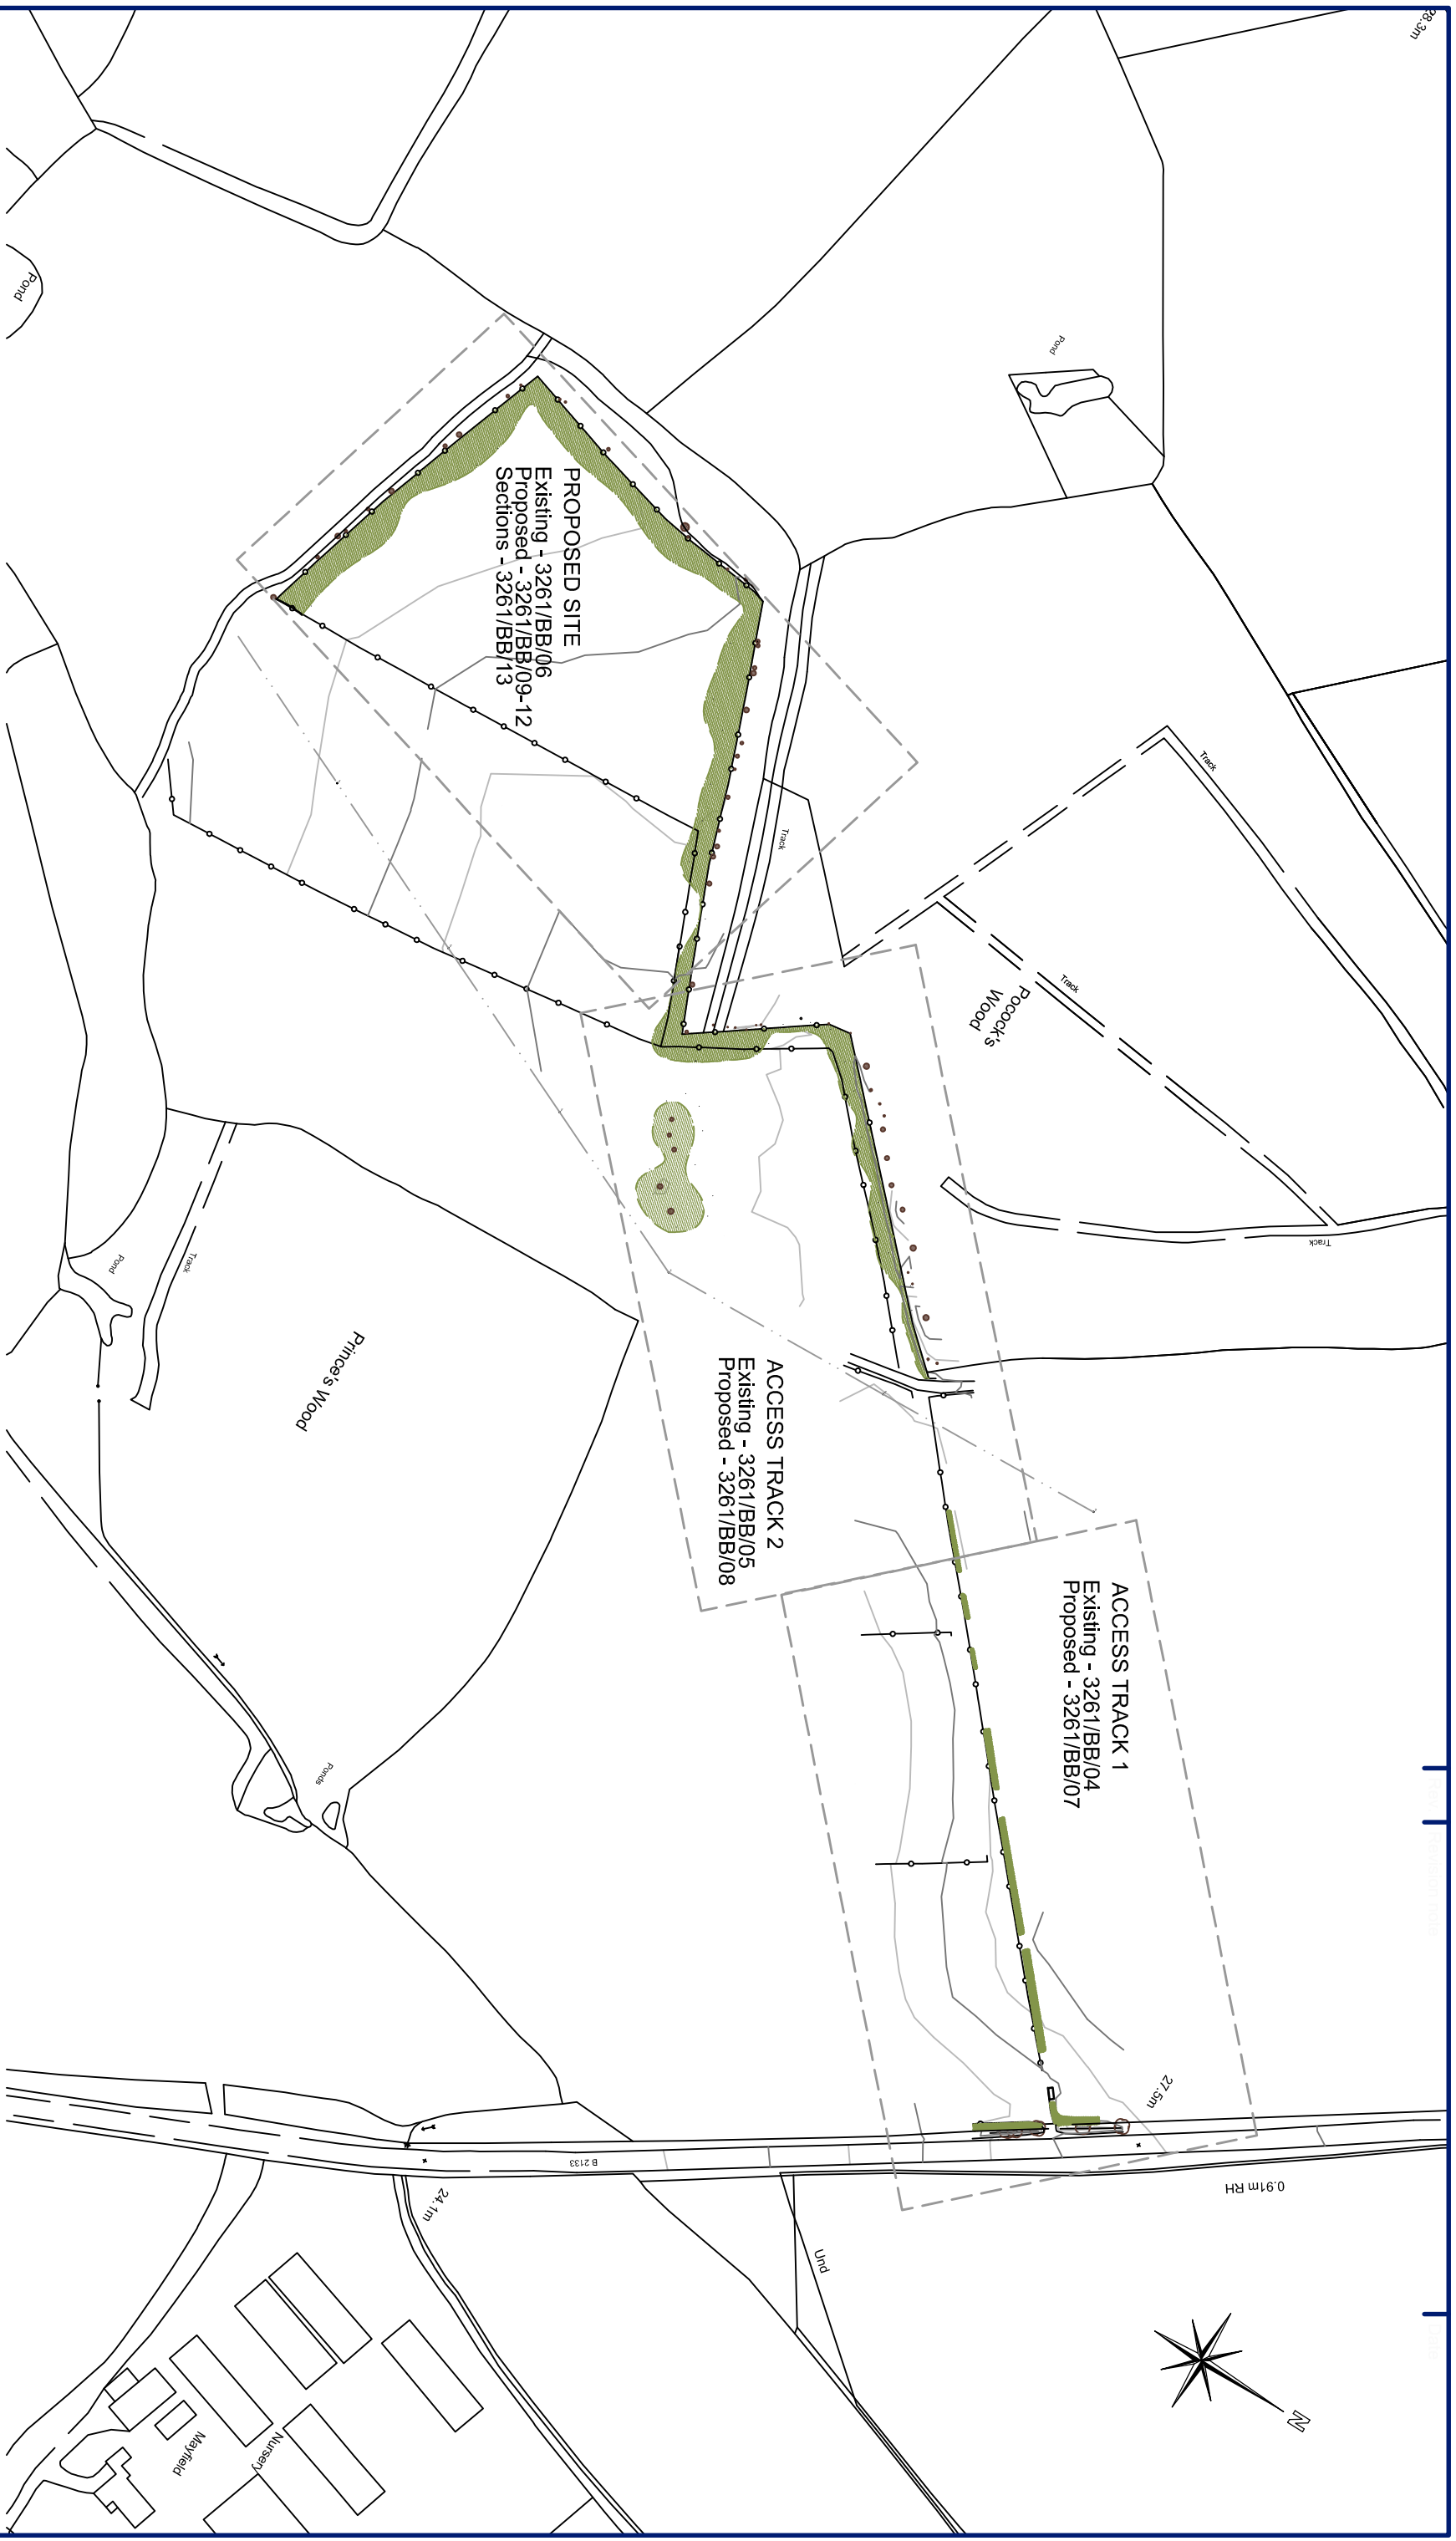 28.3m
Pond
Pond
PROPOSED SITE
Existing - 3261/BB/06
Proposed - 3261/BB/09-12
Sections - 3261/BB/13
Track
Track
Track
Pocock's
Wood
Track
Pond
Track
Prince's Wood
ACCESS TRACK 2
Existing - 3261/BB/05
Proposed - 3261/BB/08
ACCESS TRACK 1
Existing - 3261/BB/04
Proposed - 3261/BB/07
Ponds
27.5m
B 2133
0.91m RH
24.1m
Und
N
Nursery
Mayfield